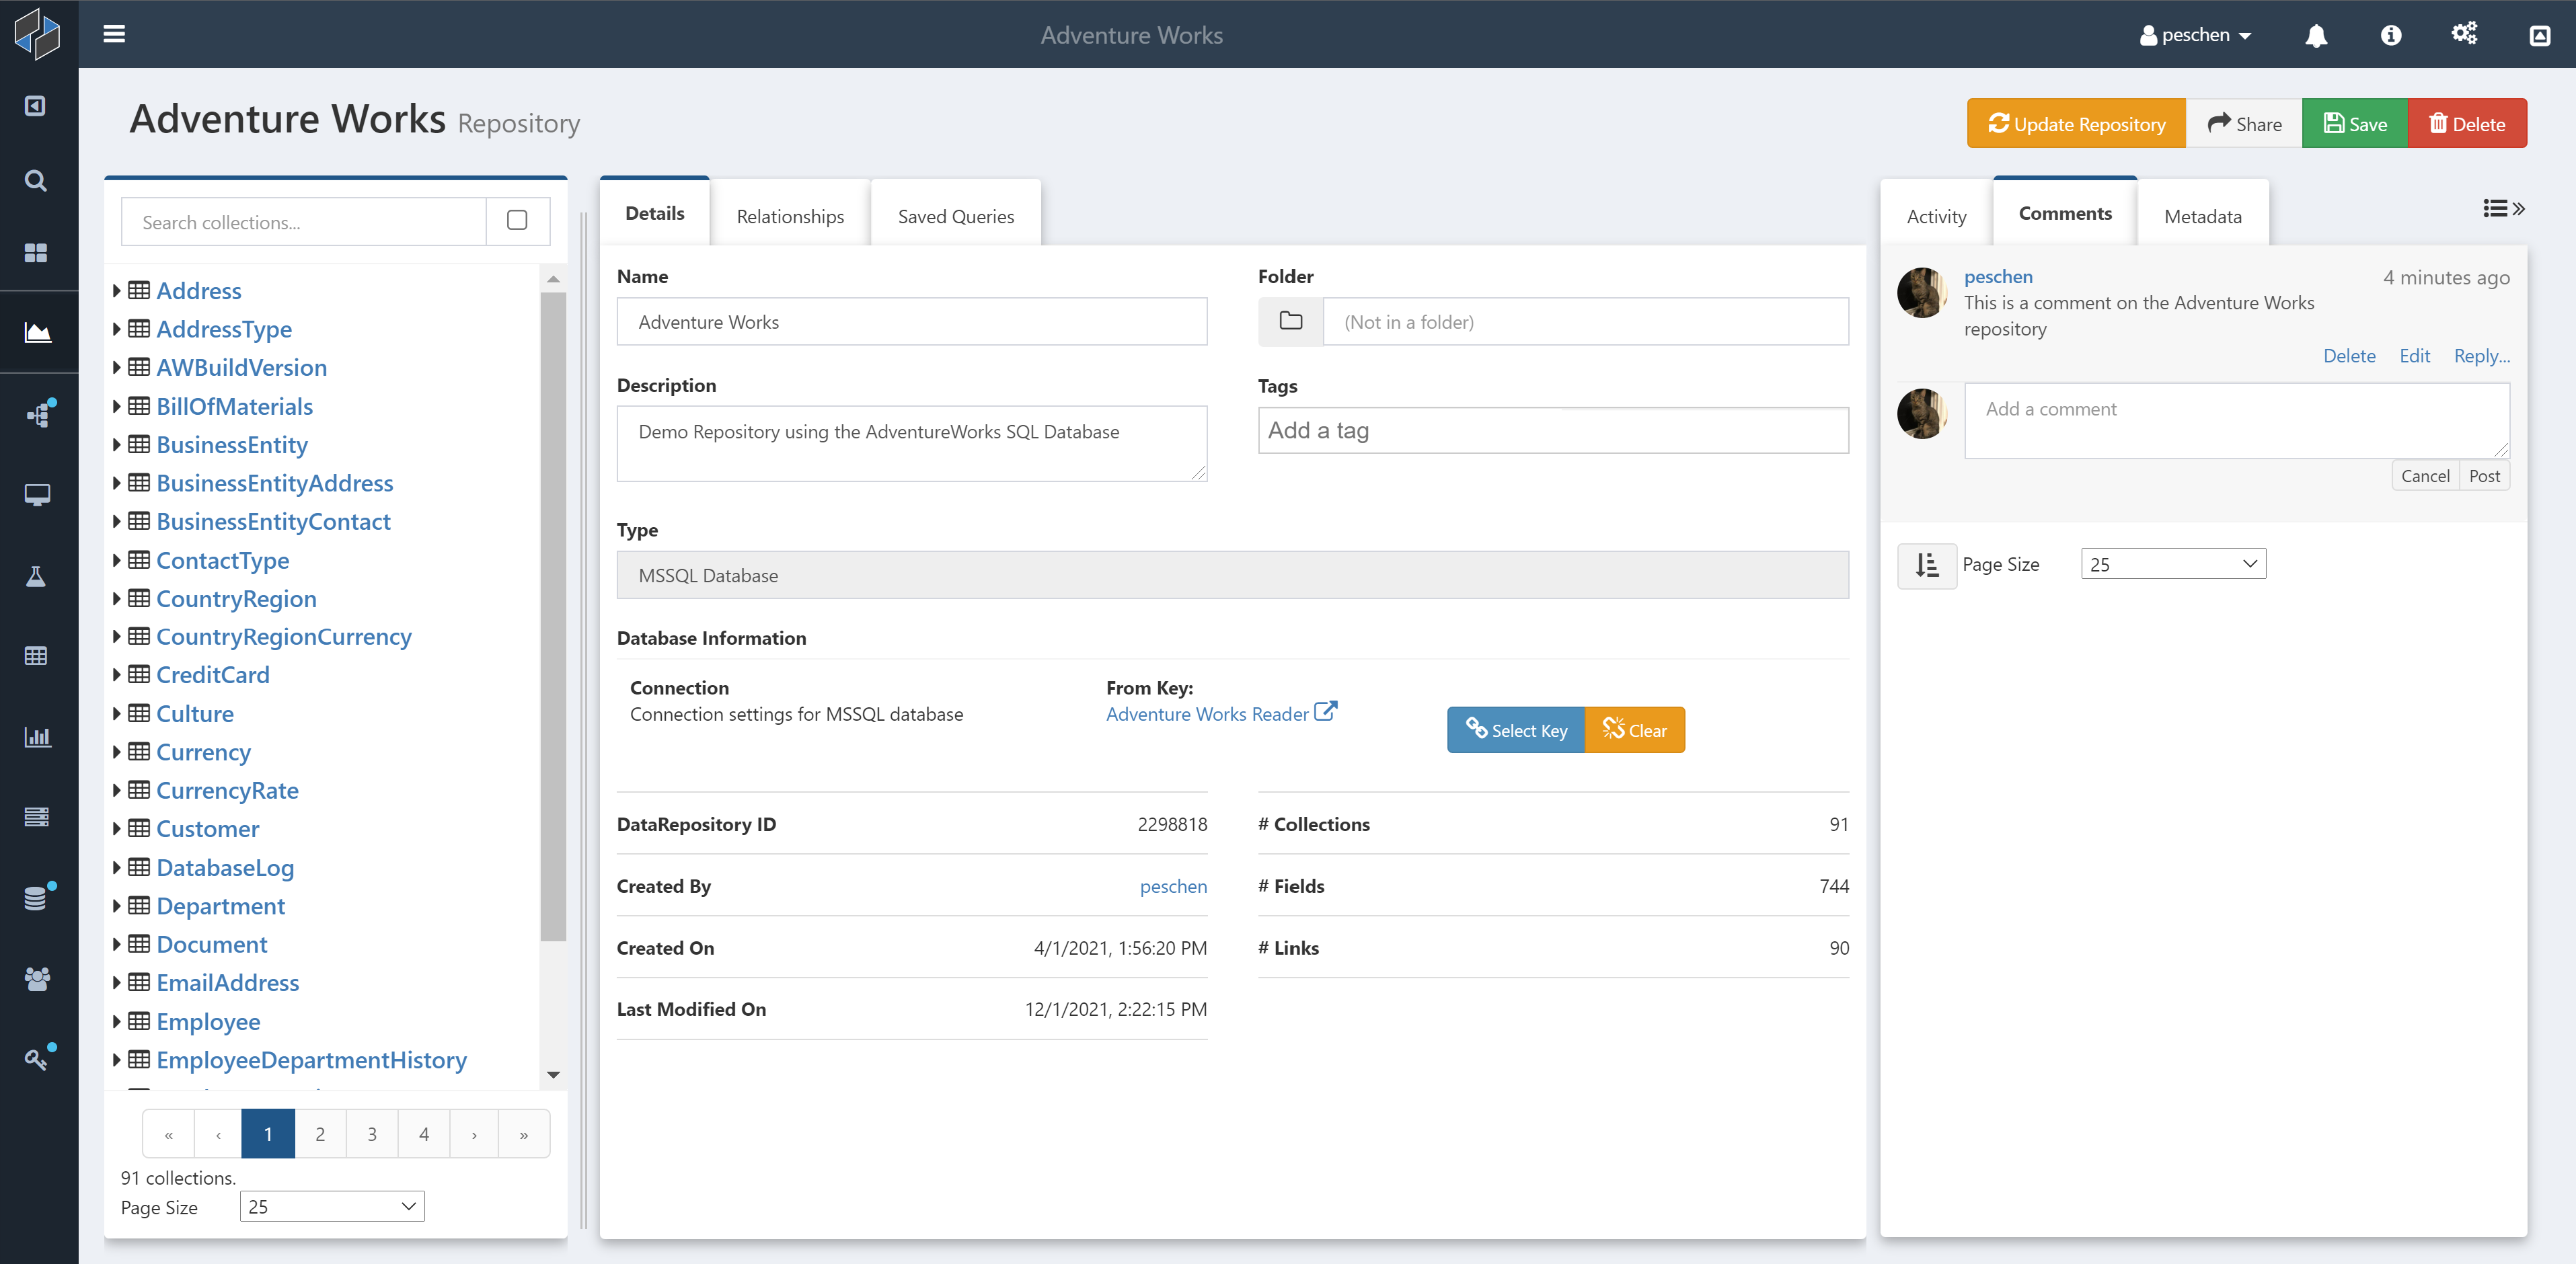 Adventure Works
peschen
Adventure Works Repository
Update Repository
Share
Save
Delete
Search collections...
Address
AddressType
AWBuildVersion
BillOfMaterials
BusinessEntity
BusinessEntityAddress
BusinessEntityContact
ContactType
CountryRegion
CountryRegionCurrency
CreditCard
Culture
Currency
CurrencyRate
Customer
DatabaseLog
Department
Document
EmailAddress
Employee
EmployeeDepartmentHistory
« ‹ 1 2 3 4 › »
91 collections.
Page Size 25
Details
Relationships
Saved Queries
Name
Adventure Works
Folder
(Not in a folder)
Description
Demo Repository using the AdventureWorks SQL Database
Tags
Add a tag
Type
MSSQL Database
Database Information
Connection
Connection settings for MSSQL database
From Key:
Adventure Works Reader
Select Key
Clear
DataRepository ID 2298818
Created By peschen
Created On 4/1/2021, 1:56:20 PM
Last Modified On 12/1/2021, 2:22:15 PM
# Collections 91
# Fields 744
# Links 90
Activity
Comments
Metadata
peschen 4 minutes ago
This is a comment on the Adventure Works
repository
Delete Edit Reply...
Add a comment
Cancel Post
Page Size 25